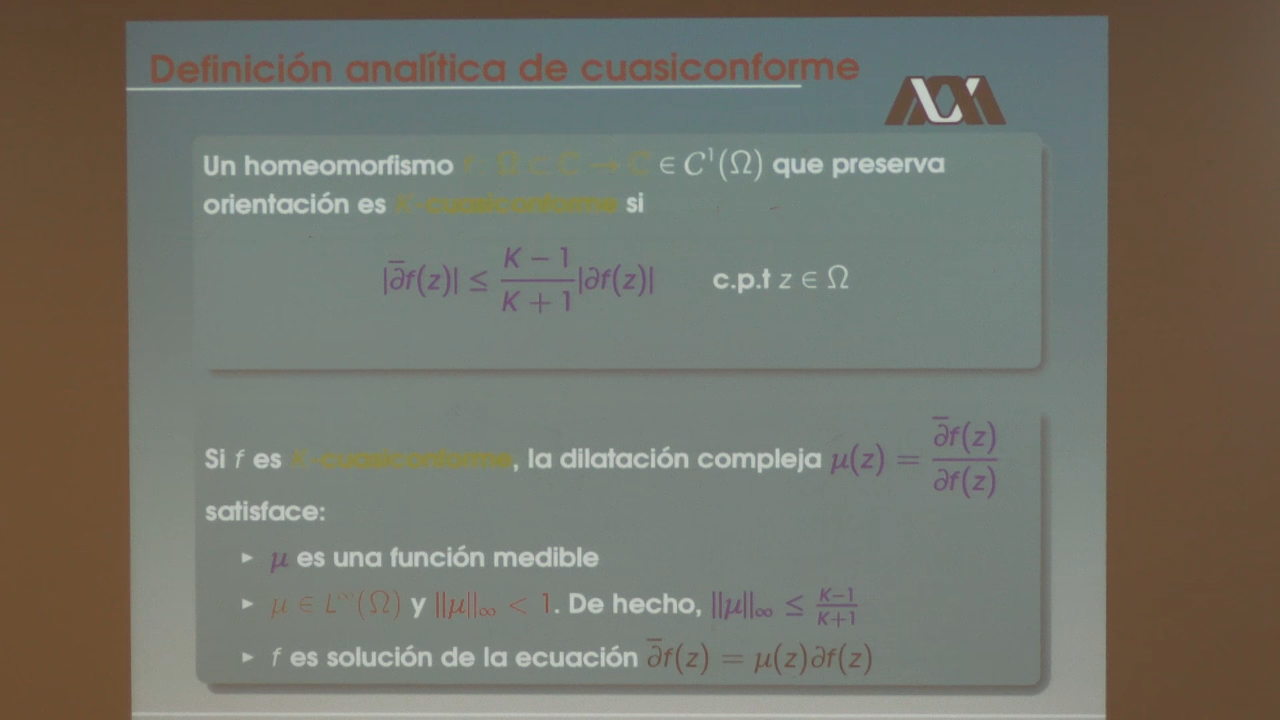 Definición analítica de cuasiconforme
Un homeomorfismo f : Ω ⊂ ℂ → ℂ ∈ C¹(Ω) que preserva
orientación es K-cuasiconforme si
|∂̄f(z)| ≤ (K − 1)/(K + 1) |∂f(z)| c.p.t z ∈ Ω
Si f es K-cuasiconforme, la dilatación compleja μ(z) = ∂̄f(z)/∂f(z)
satisface:
▸ μ es una función medible
▸ μ ∈ L^∞(Ω) y ||μ||∞ < 1. De hecho, ||μ||∞ ≤ (K−1)/(K+1)
▸ f es solución de la ecuación ∂̄f(z) = μ(z)∂f(z)